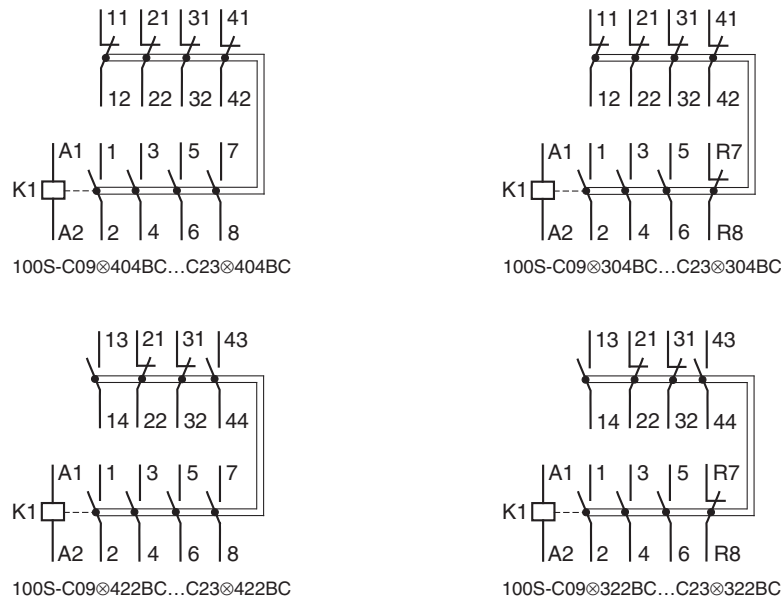 11 21 31 41
12 22 32 42
A1 1 3 5 7
K1
A2 2 4 6 8
100S-C09⊗404BC...C23⊗404BC
11 21 31 41
12 22 32 42
A1 1 3 5 R7
K1
A2 2 4 6 R8
100S-C09⊗304BC...C23⊗304BC
13 21 31 43
14 22 32 44
A1 1 3 5 7
K1
A2 2 4 6 8
100S-C09⊗422BC...C23⊗422BC
13 21 31 43
14 22 32 44
A1 1 3 5 R7
K1
A2 2 4 6 R8
100S-C09⊗322BC...C23⊗322BC